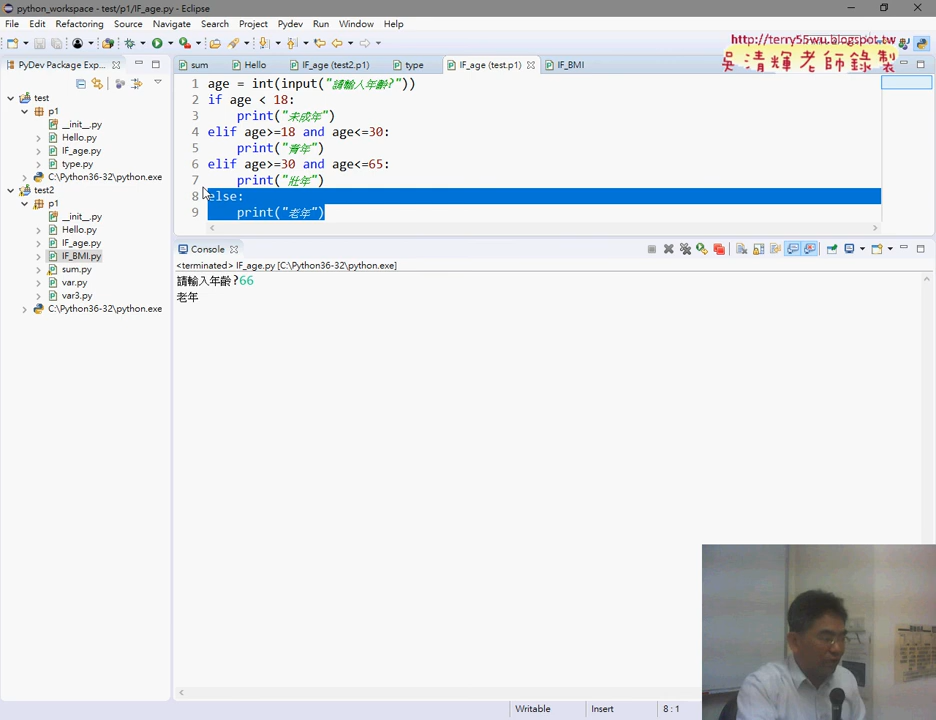 python_workspace - test/p1/IF_age.py - Eclipse
File Edit Refactoring Source Navigate Search Project Pydev Run Window Help
http://terry55wu.blogspot.tw
吳清輝老師錄製
PyDev Package Exp...
sum Hello IF_age (test2.p1) type IF_age (test.p1) IF_BMI
test
p1
__init__.py
Hello.py
IF_age.py
type.py
C:\Python36-32\python.exe
test2
p1
__init__.py
Hello.py
IF_age.py
IF_BMI.py
sum.py
var.py
var3.py
C:\Python36-32\python.exe
1 age = int(input("請輸入年齡?"))
2 if age < 18:
3 print("未成年")
4 elif age>=18 and age<=30:
5 print("青年")
6 elif age>=30 and age<=65:
7 print("壯年")
8 else:
9 print("老年")
Console
<terminated> IF_age.py [C:\Python36-32\python.exe]
請輸入年齡?66
老年
Writable Insert 8 : 1